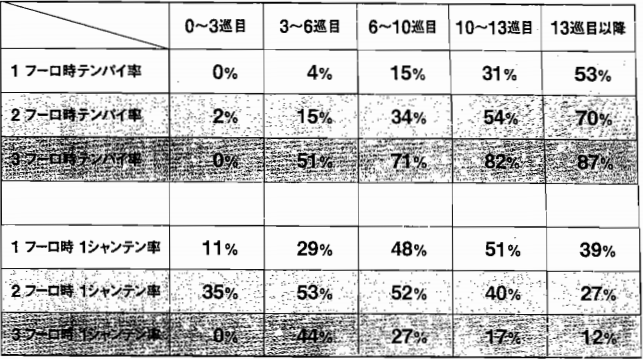 0～3巡目 3～6巡目 6～10巡目 10～13巡目 13巡目以降
1 フーロ時テンパイ率 0% 4% 15% 31% 53%
2 フーロ時テンパイ率 2% 15% 34% 54% 70%
3 フーロ時テンパイ率 0% 51% 71% 82% 87%
1 フーロ時 1シャンテン率 11% 29% 48% 51% 39%
2 フーロ時 1シャンテン率 35% 53% 52% 40% 27%
3 フーロ時 1シャンテン率 0% 44% 27% 17% 12%